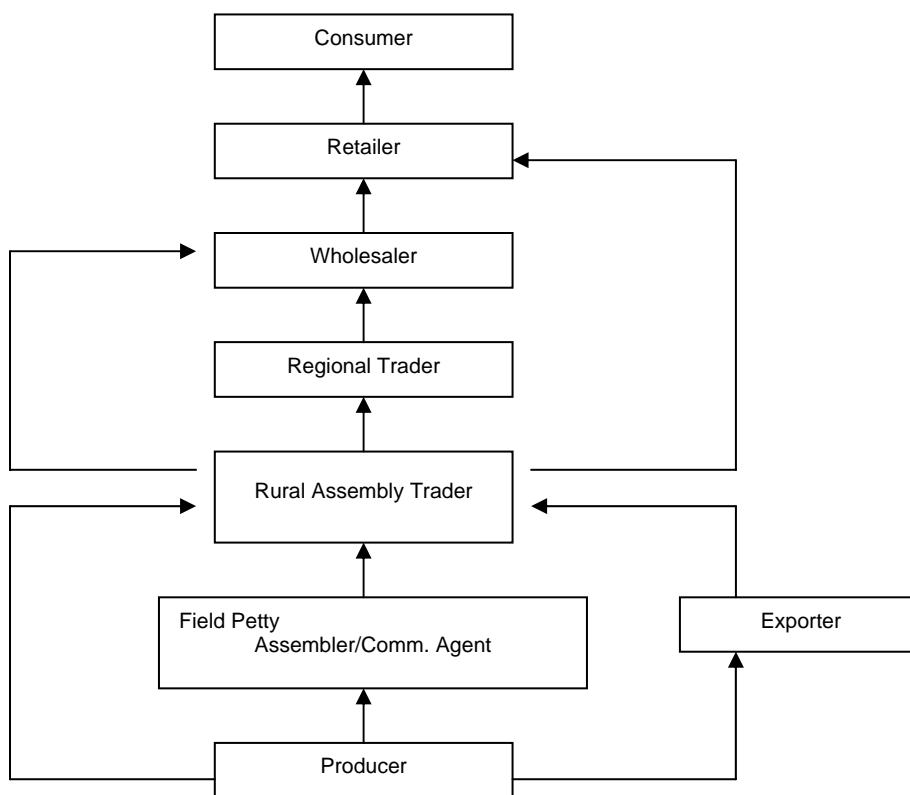 Consumer
Retailer
Wholesaler
Regional Trader
Rural Assembly Trader
Field Petty
Assembler/Comm. Agent
Exporter
Producer